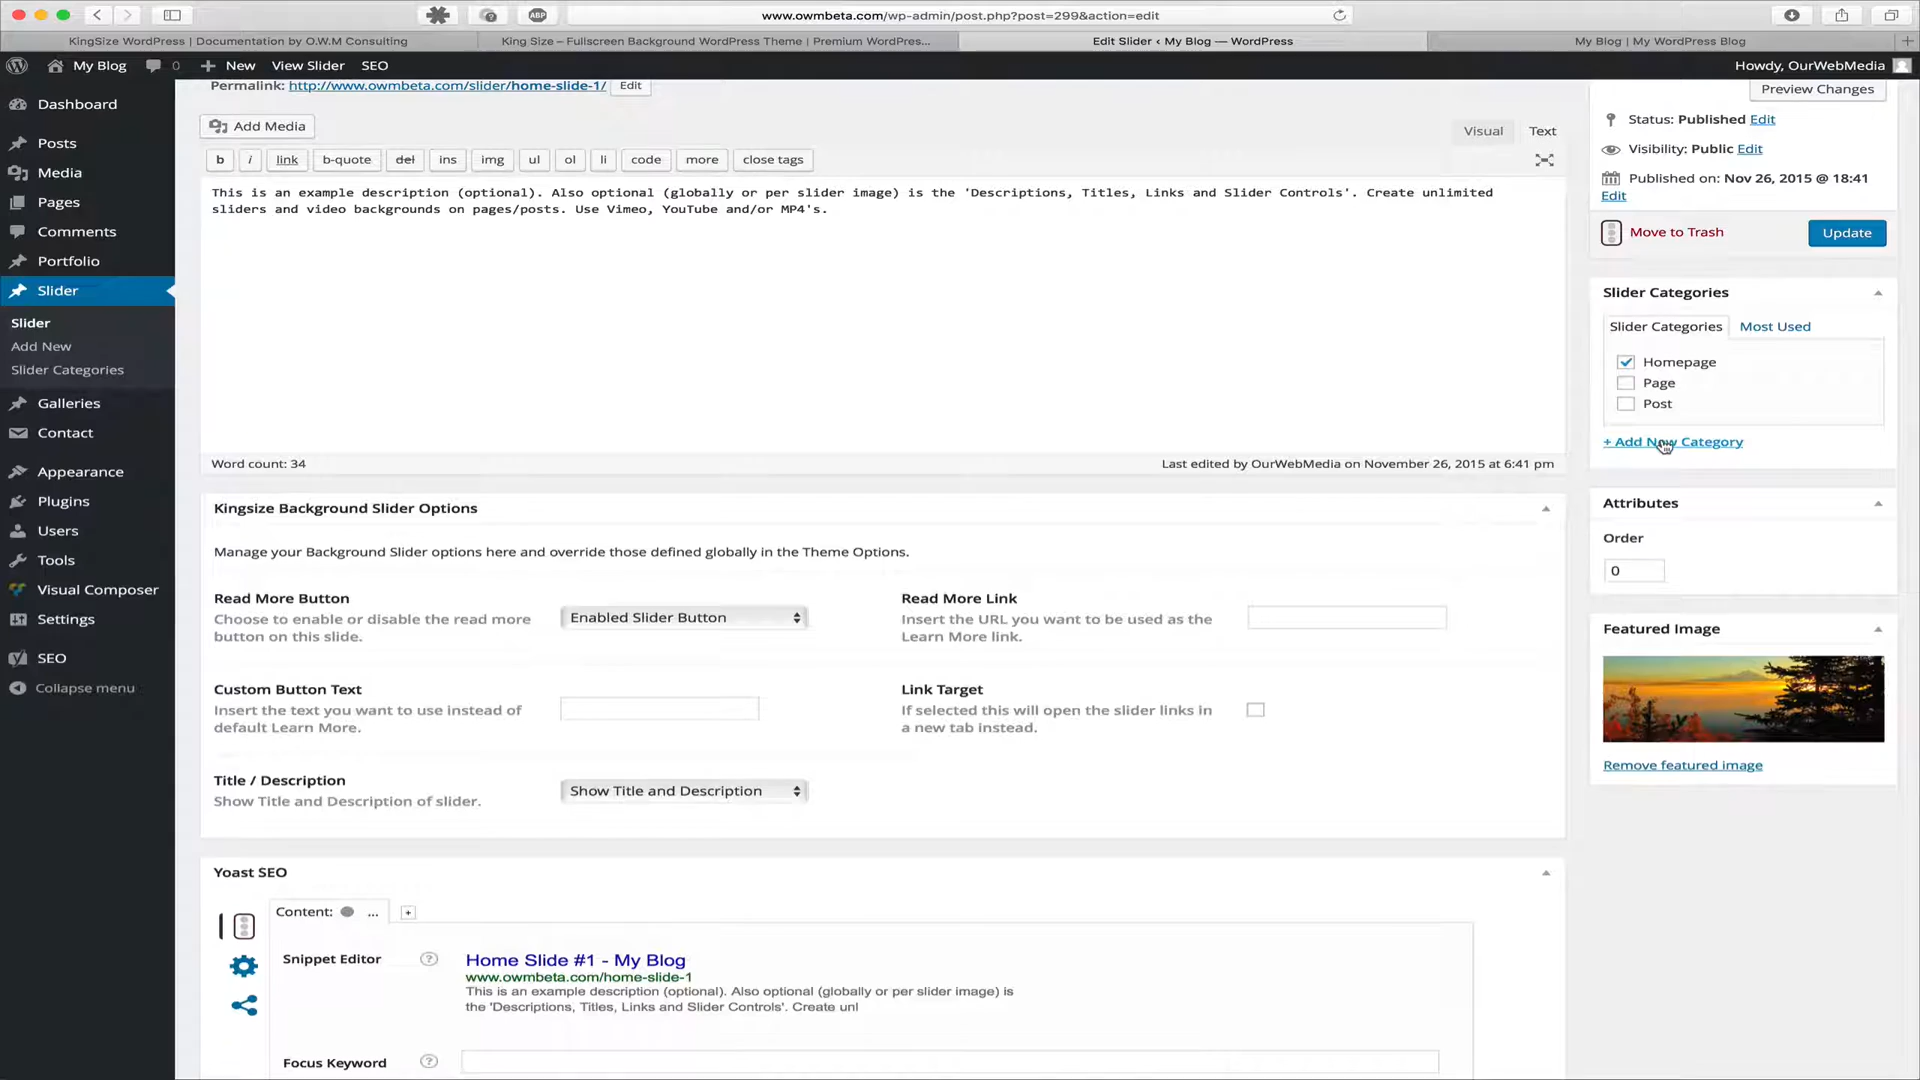 www.owmbeta.com/wp-admin/post.php?post=299&action=edit
KingSize WordPress | Documentation by O.W.M Consulting
King Size – Fullscreen Background WordPress Theme | Premium WordPres...
Edit Slider ‹ My Blog — WordPress
My Blog | My WordPress Blog
My Blog
0
New
View Slider
SEO
Howdy, OurWebMedia
Dashboard
Posts
Media
Pages
Comments
Portfolio
Slider
Slider
Add New
Slider Categories
Galleries
Contact
Appearance
Plugins
Users
Tools
Visual Composer
Settings
SEO
Collapse menu
Permalink: http://www.owmbeta.com/slider/home-slide-1/ Edit
Add Media
Visual Text
b i link b-quote del ins img ul ol li code more close tags
This is an example description (optional). Also optional (globally or per slider image) is the 'Descriptions, Titles, Links and Slider Controls'. Create unlimited
sliders and video backgrounds on pages/posts. Use Vimeo, YouTube and/or MP4's.
Word count: 34
Last edited by OurWebMedia on November 26, 2015 at 6:41 pm
Kingsize Background Slider Options
Manage your Background Slider options here and override those defined globally in the Theme Options.
Read More Button
Choose to enable or disable the read more
button on this slide.
Enabled Slider Button
Read More Link
Insert the URL you want to be used as the
Learn More link.
Custom Button Text
Insert the text you want to use instead of
default Learn More.
Link Target
If selected this will open the slider links in
a new tab instead.
Title / Description
Show Title and Description of slider.
Show Title and Description
Yoast SEO
Content: ... +
Snippet Editor ?
Home Slide #1 - My Blog
www.owmbeta.com/home-slide-1
This is an example description (optional). Also optional (globally or per slider image) is
the 'Descriptions, Titles, Links and Slider Controls'. Create unl
Focus Keyword ?
Preview Changes
Status: Published Edit
Visibility: Public Edit
Published on: Nov 26, 2015 @ 18:41
Edit
Move to Trash
Update
Slider Categories
Slider Categories
Most Used
Homepage
Page
Post
+ Add New Category
Attributes
Order
0
Featured Image
Remove featured image
ABP